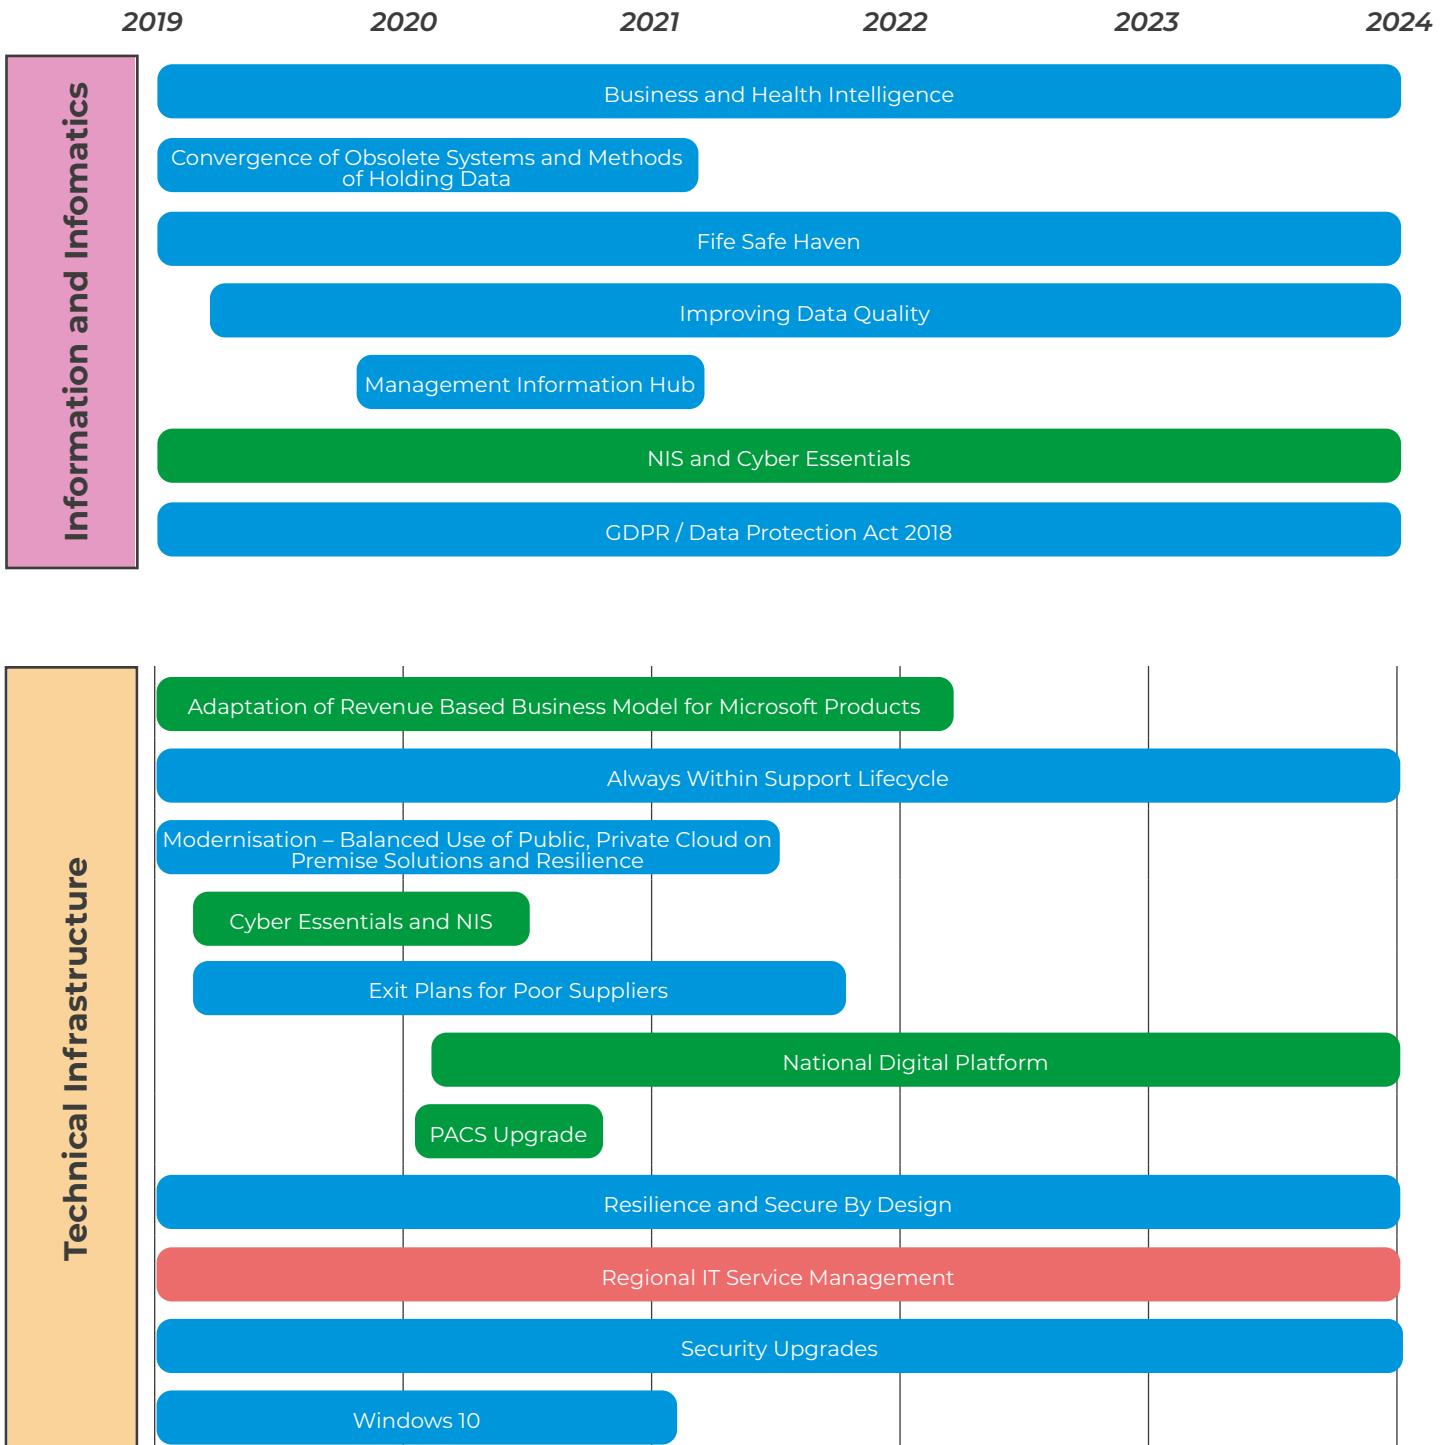 2019 2020 2021 2022 2023 2024
Information and Infomatics
Business and Health Intelligence
Convergence of Obsolete Systems and Methods
of Holding Data
Fife Safe Haven
Improving Data Quality
Management Information Hub
NIS and Cyber Essentials
GDPR / Data Protection Act 2018
Technical Infrastructure
Adaptation of Revenue Based Business Model for Microsoft Products
Always Within Support Lifecycle
Modernisation – Balanced Use of Public, Private Cloud on
Premise Solutions and Resilience
Cyber Essentials and NIS
Exit Plans for Poor Suppliers
National Digital Platform
PACS Upgrade
Resilience and Secure By Design
Regional IT Service Management
Security Upgrades
Windows 10